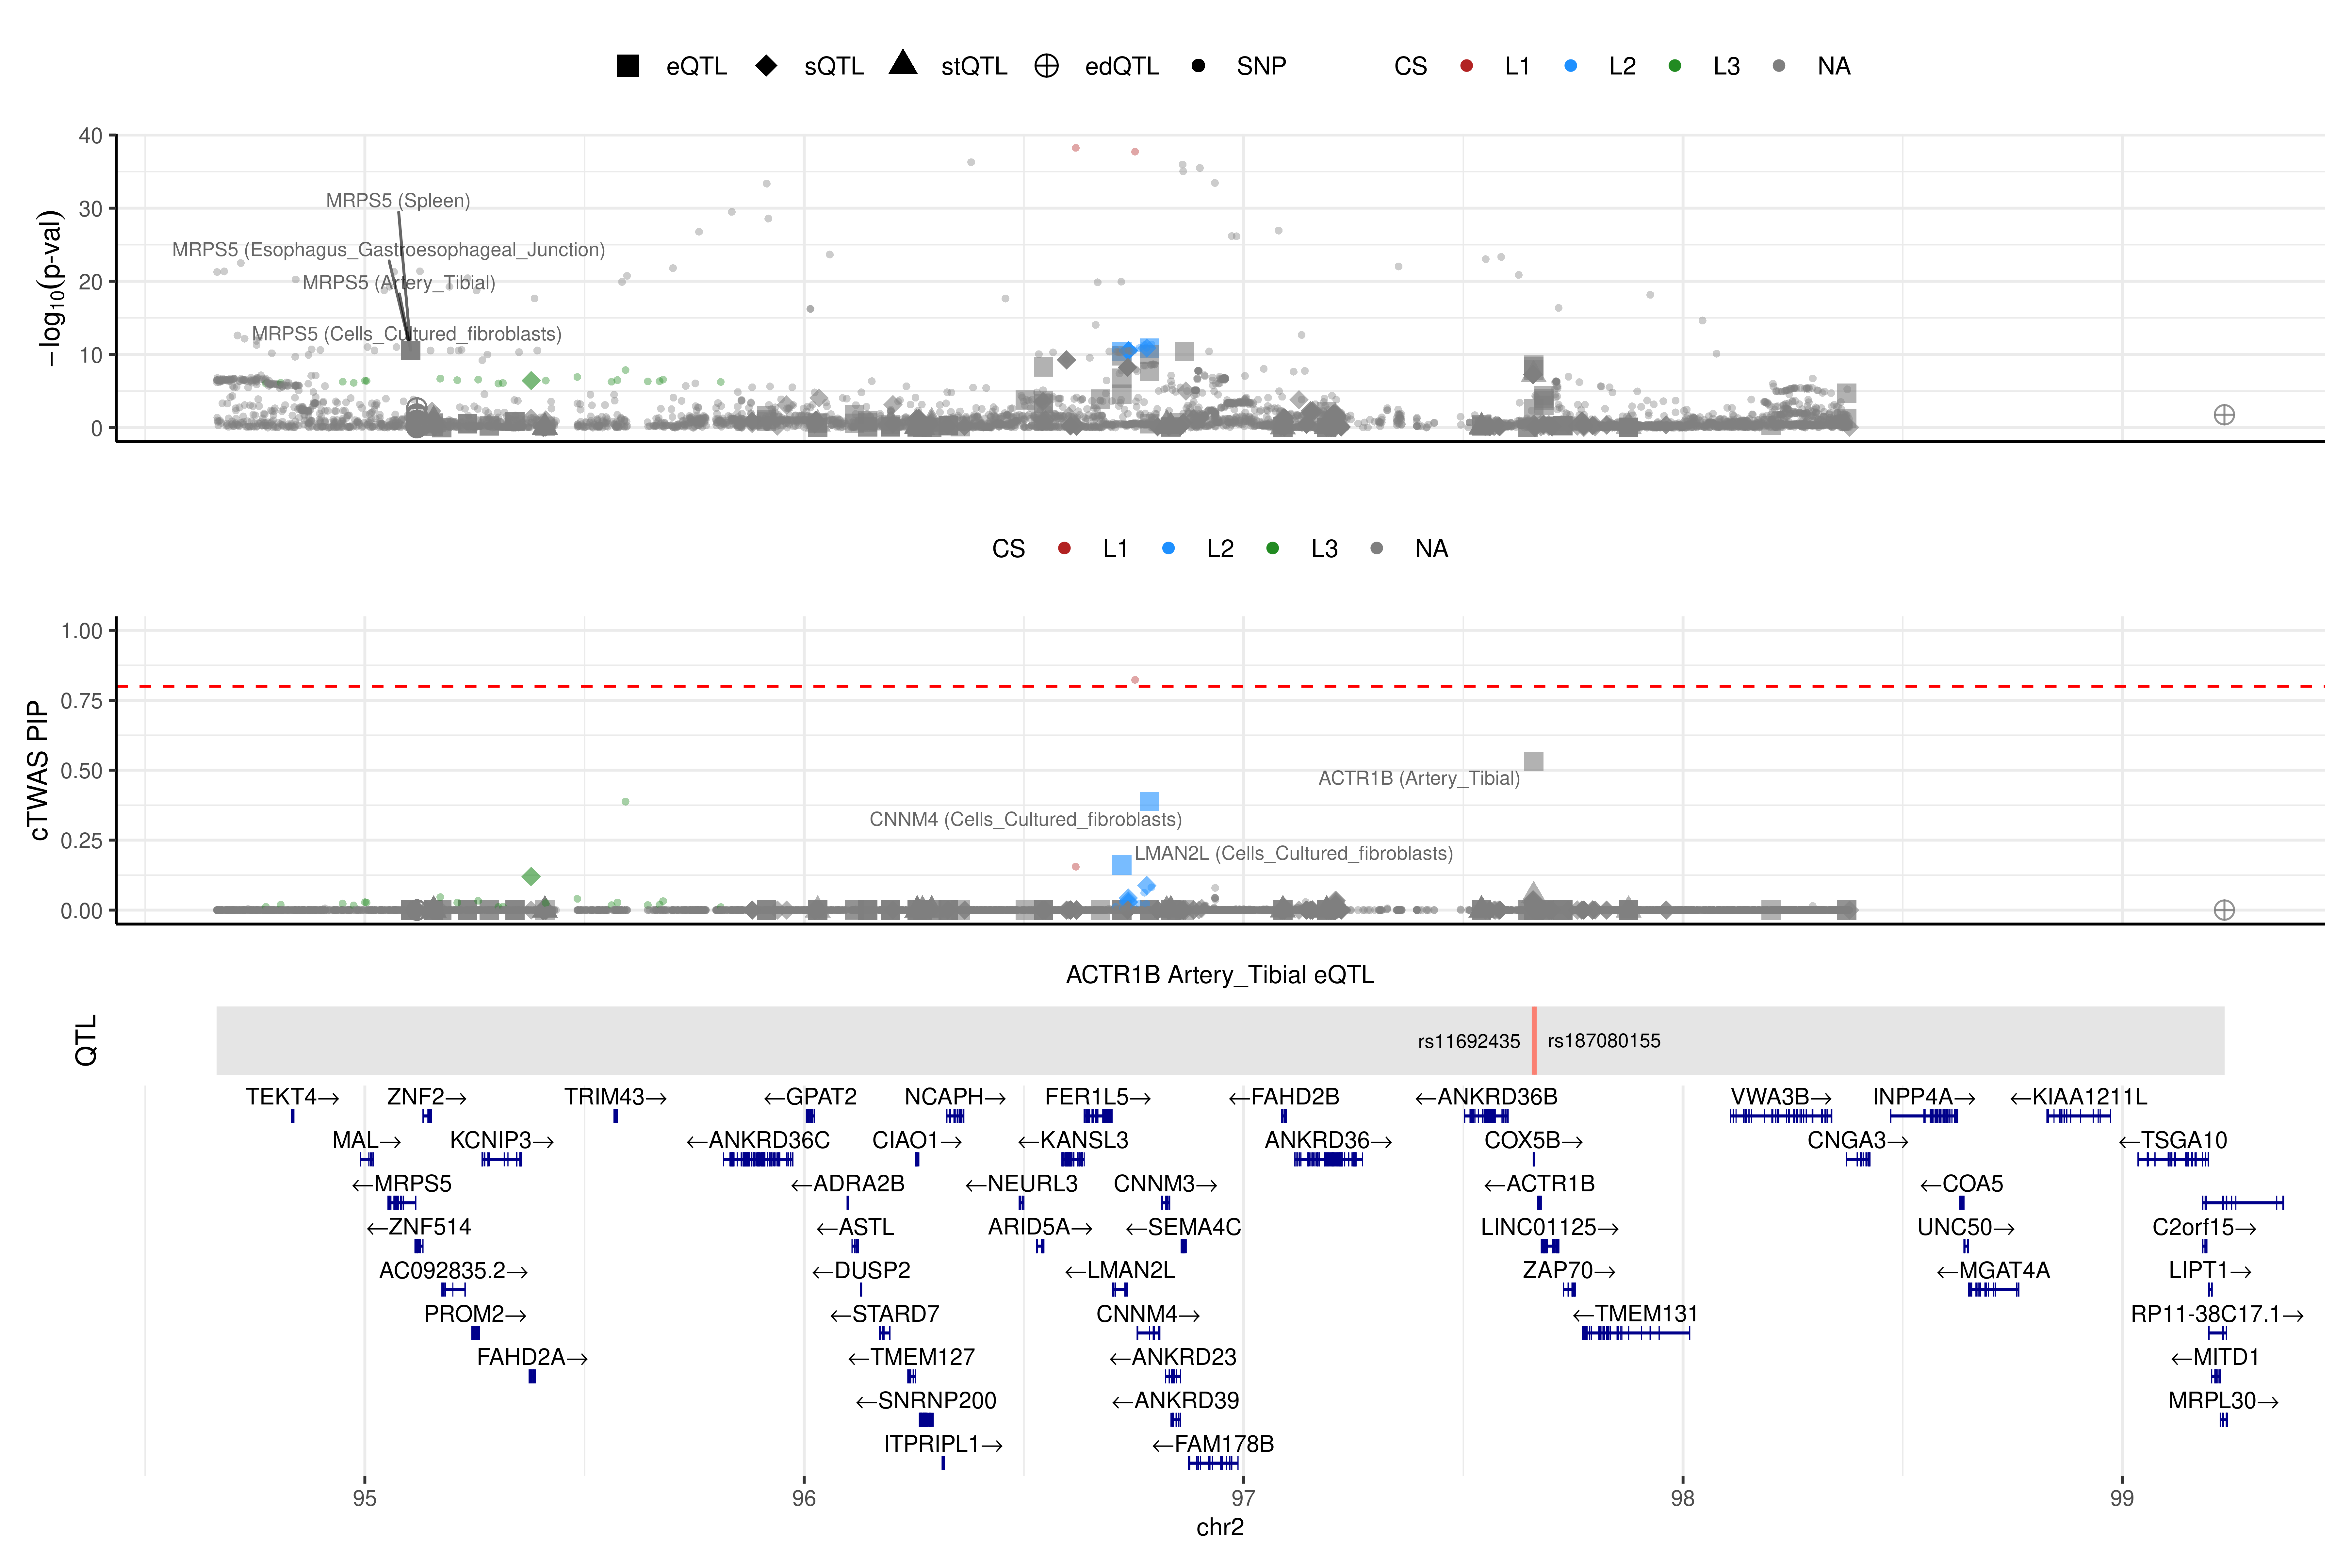 eQTL sQTL stQTL edQTL SNP CS L1 L2 L3 NA
40
30
20
10
0
−log10(p-val)
MRPS5 (Spleen)
MRPS5 (Esophagus_Gastroesophageal_Junction)
MRPS5 (Artery_Tibial)
MRPS5 (Cells_Cultured_fibroblasts)
CS L1 L2 L3 NA
1.00
0.75
0.50
0.25
0.00
cTWAS PIP
ACTR1B (Artery_Tibial)
CNNM4 (Cells_Cultured_fibroblasts)
LMAN2L (Cells_Cultured_fibroblasts)
ACTR1B Artery_Tibial eQTL
QTL
rs11692435 rs187080155
TEKT4→ ZNF2→ TRIM43→ ←GPAT2 NCAPH→ FER1L5→ ←FAHD2B ←ANKRD36B VWA3B→ INPP4A→ ←KIAA1211L
MAL→ KCNIP3→ ←ANKRD36C CIAO1→ ←KANSL3 ANKRD36→ COX5B→ CNGA3→ ←TSGA10
←MRPS5 ←ADRA2B ←NEURL3 CNNM3→ ←ACTR1B ←COA5
←ZNF514 ←ASTL ARID5A→ ←SEMA4C LINC01125→ UNC50→ C2orf15→
AC092835.2→ ←DUSP2 ←LMAN2L ZAP70→ ←MGAT4A LIPT1→
PROM2→ ←STARD7 CNNM4→ ←TMEM131 RP11-38C17.1→
FAHD2A→ ←TMEM127 ←ANKRD23 ←MITD1
←SNRNP200 ←ANKRD39 MRPL30→
ITPRIPL1→ ←FAM178B
95 96 97 98 99
chr2